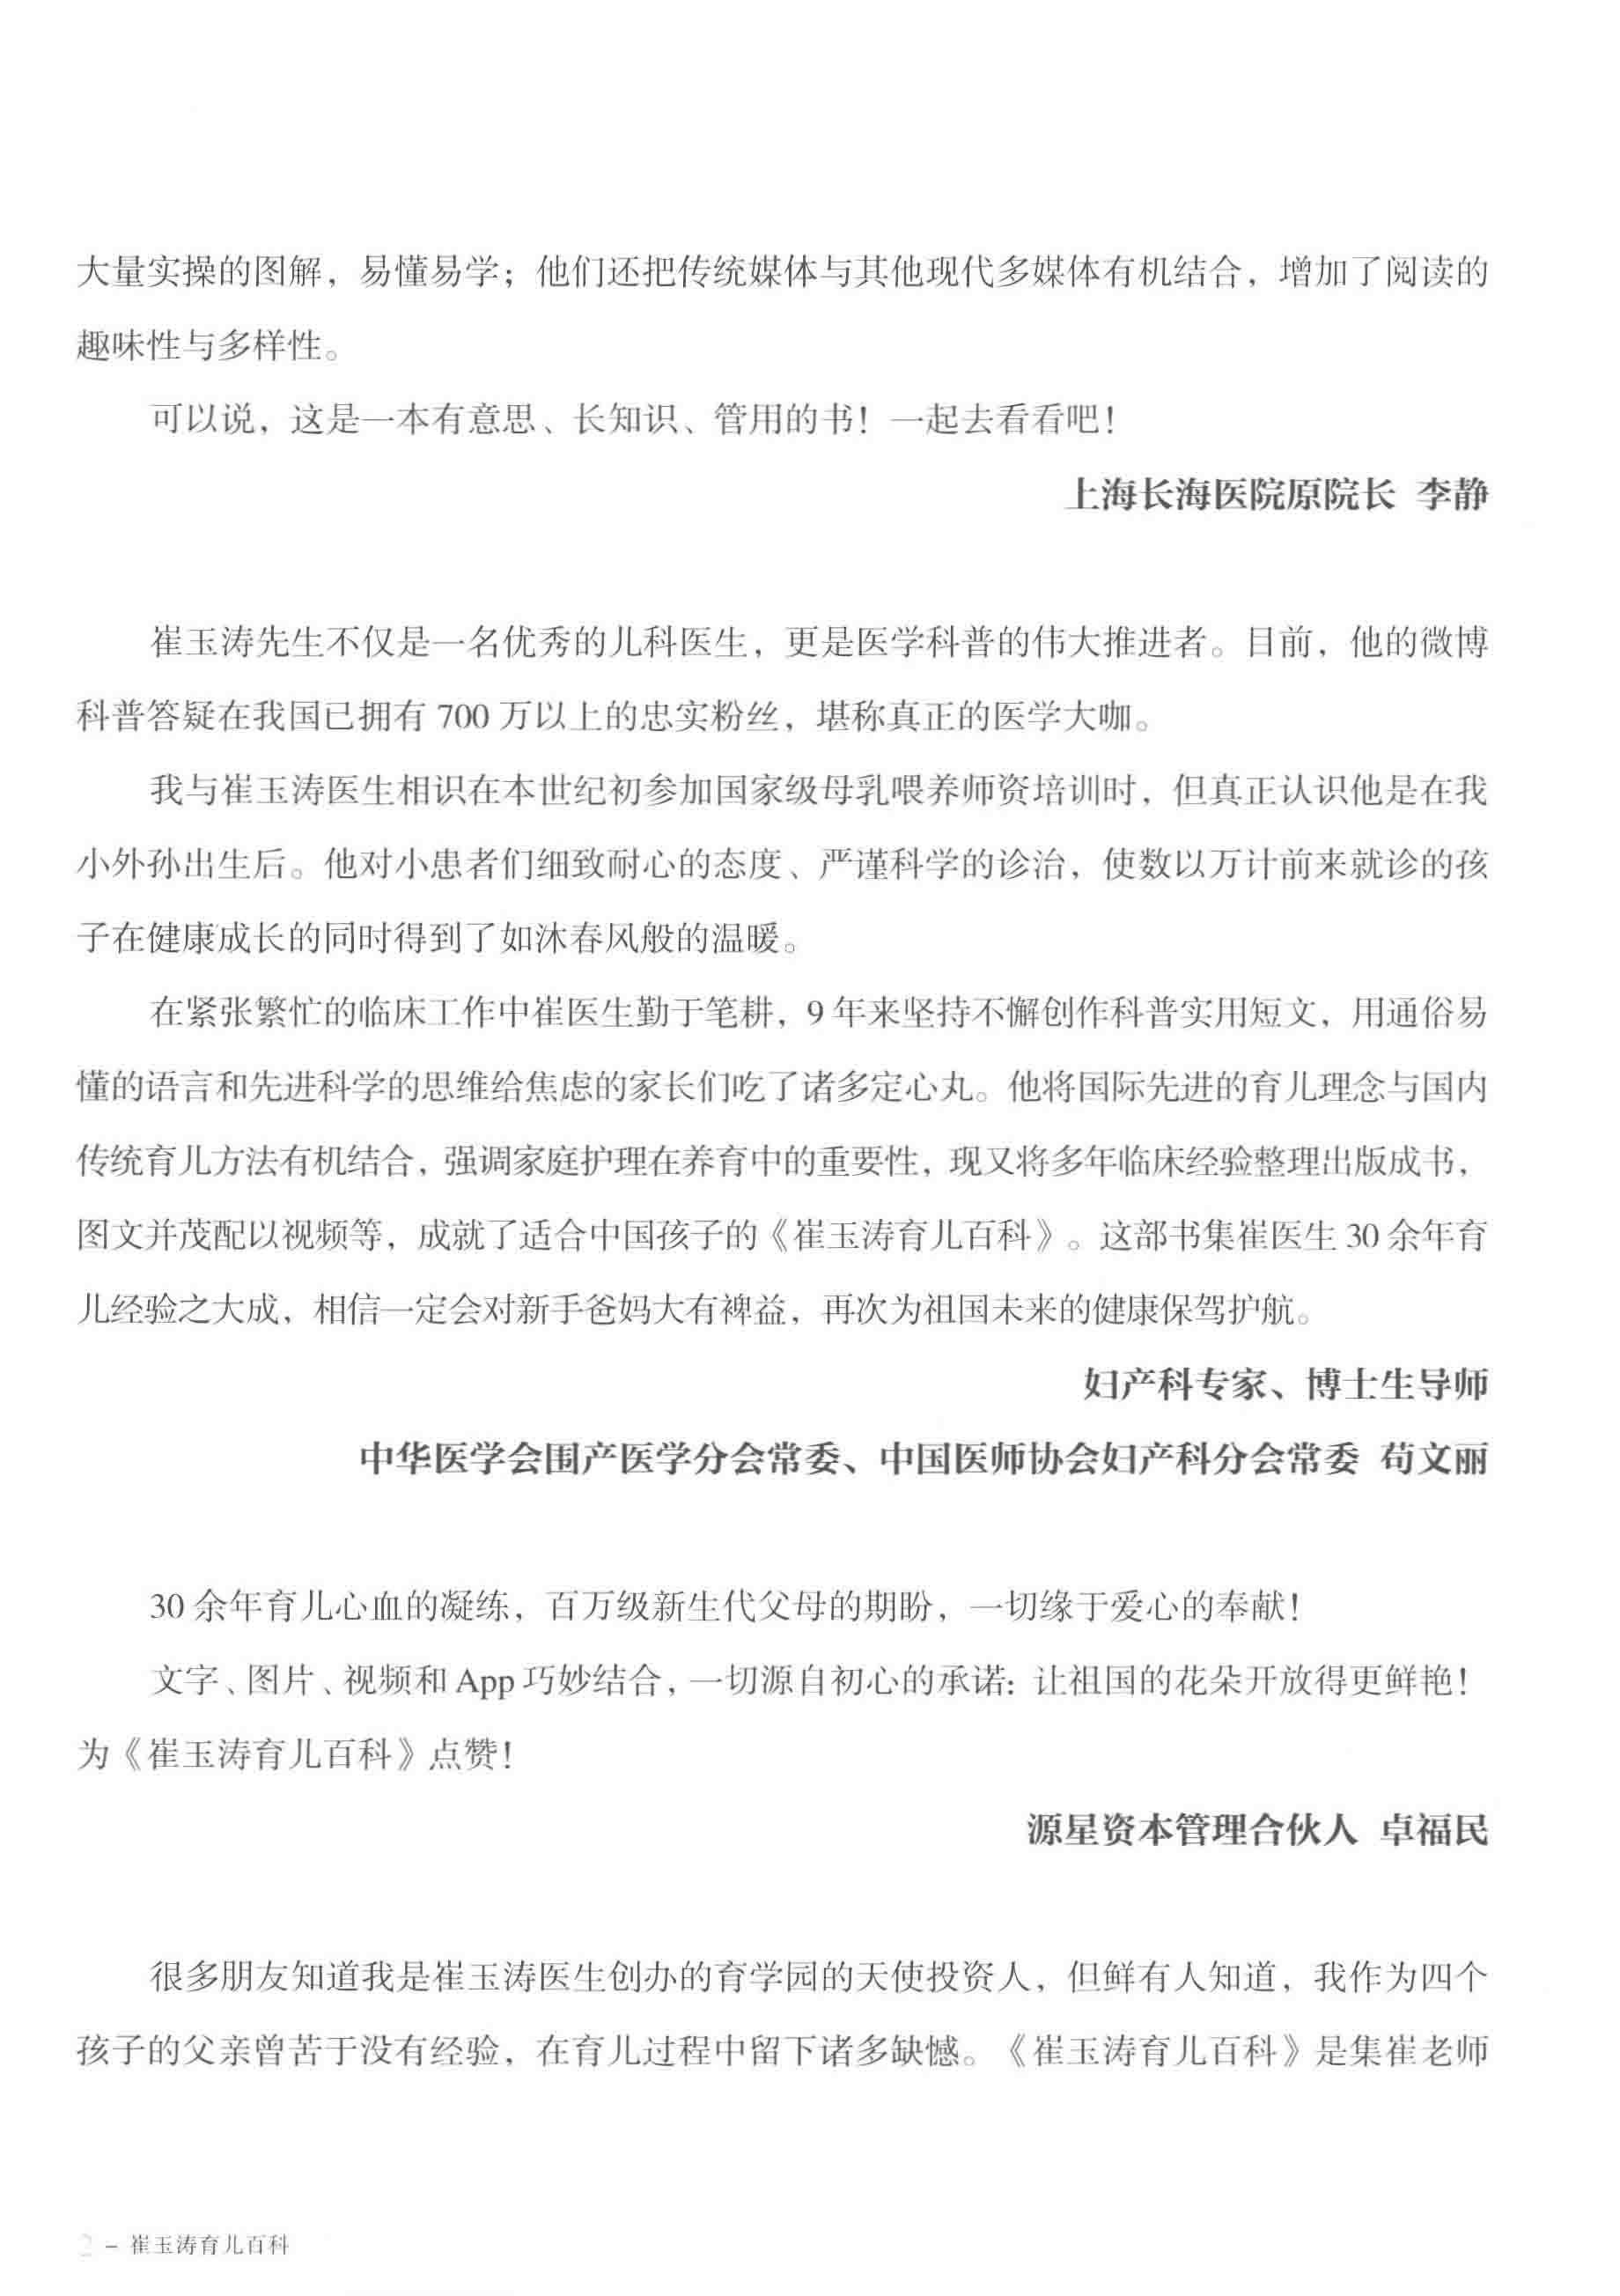 大量实操的图解，易懂易学；他们还把传统媒体与其他现代多媒体有机结合，增加了阅读的
趣味性与多样性。
可以说，这是一本有意思、长知识、管用的书！一起去看看吧！
上海长海医院原院长 李静
崔玉涛先生不仅是一名优秀的儿科医生，更是医学科普的伟大推进者。目前，他的微博
科普答疑在我国已拥有 700 万以上的忠实粉丝，堪称真正的医学大咖。
我与崔玉涛医生相识在本世纪初参加国家级母乳喂养师资培训时，但真正认识他是在我
小外孙出生后。他对小患者们细致耐心的态度、严谨科学的诊治，使数以万计前来就诊的孩
子在健康成长的同时得到了如沐春风般的温暖。
在紧张繁忙的临床工作中崔医生勤于笔耕，9 年来坚持不懈创作科普实用短文，用通俗易
懂的语言和先进科学的思维给焦虑的家长们吃了诸多定心丸。他将国际先进的育儿理念与国内
传统育儿方法有机结合，强调家庭护理在养育中的重要性，现又将多年临床经验整理出版成书，
图文并茂配以视频等，成就了适合中国孩子的《崔玉涛育儿百科》。这部书集崔医生 30 余年育
儿经验之大成，相信一定会对新手爸妈大有裨益，再次为祖国未来的健康保驾护航。
妇产科专家、博士生导师
中华医学会围产医学分会常委、中国医师协会妇产科分会常委 苟文丽
30 余年育儿心血的凝练，百万级新生代父母的期盼，一切缘于爱心的奉献！
文字、图片、视频和 App 巧妙结合，一切源自初心的承诺：让祖国的花朵开放得更鲜艳！
为《崔玉涛育儿百科》点赞！
源星资本管理合伙人 卓福民
很多朋友知道我是崔玉涛医生创办的育学园的天使投资人，但鲜有人知道，我作为四个
孩子的父亲曾苦于没有经验，在育儿过程中留下诸多缺憾。《崔玉涛育儿百科》是集崔老师
2 – 崔玉涛育儿百科